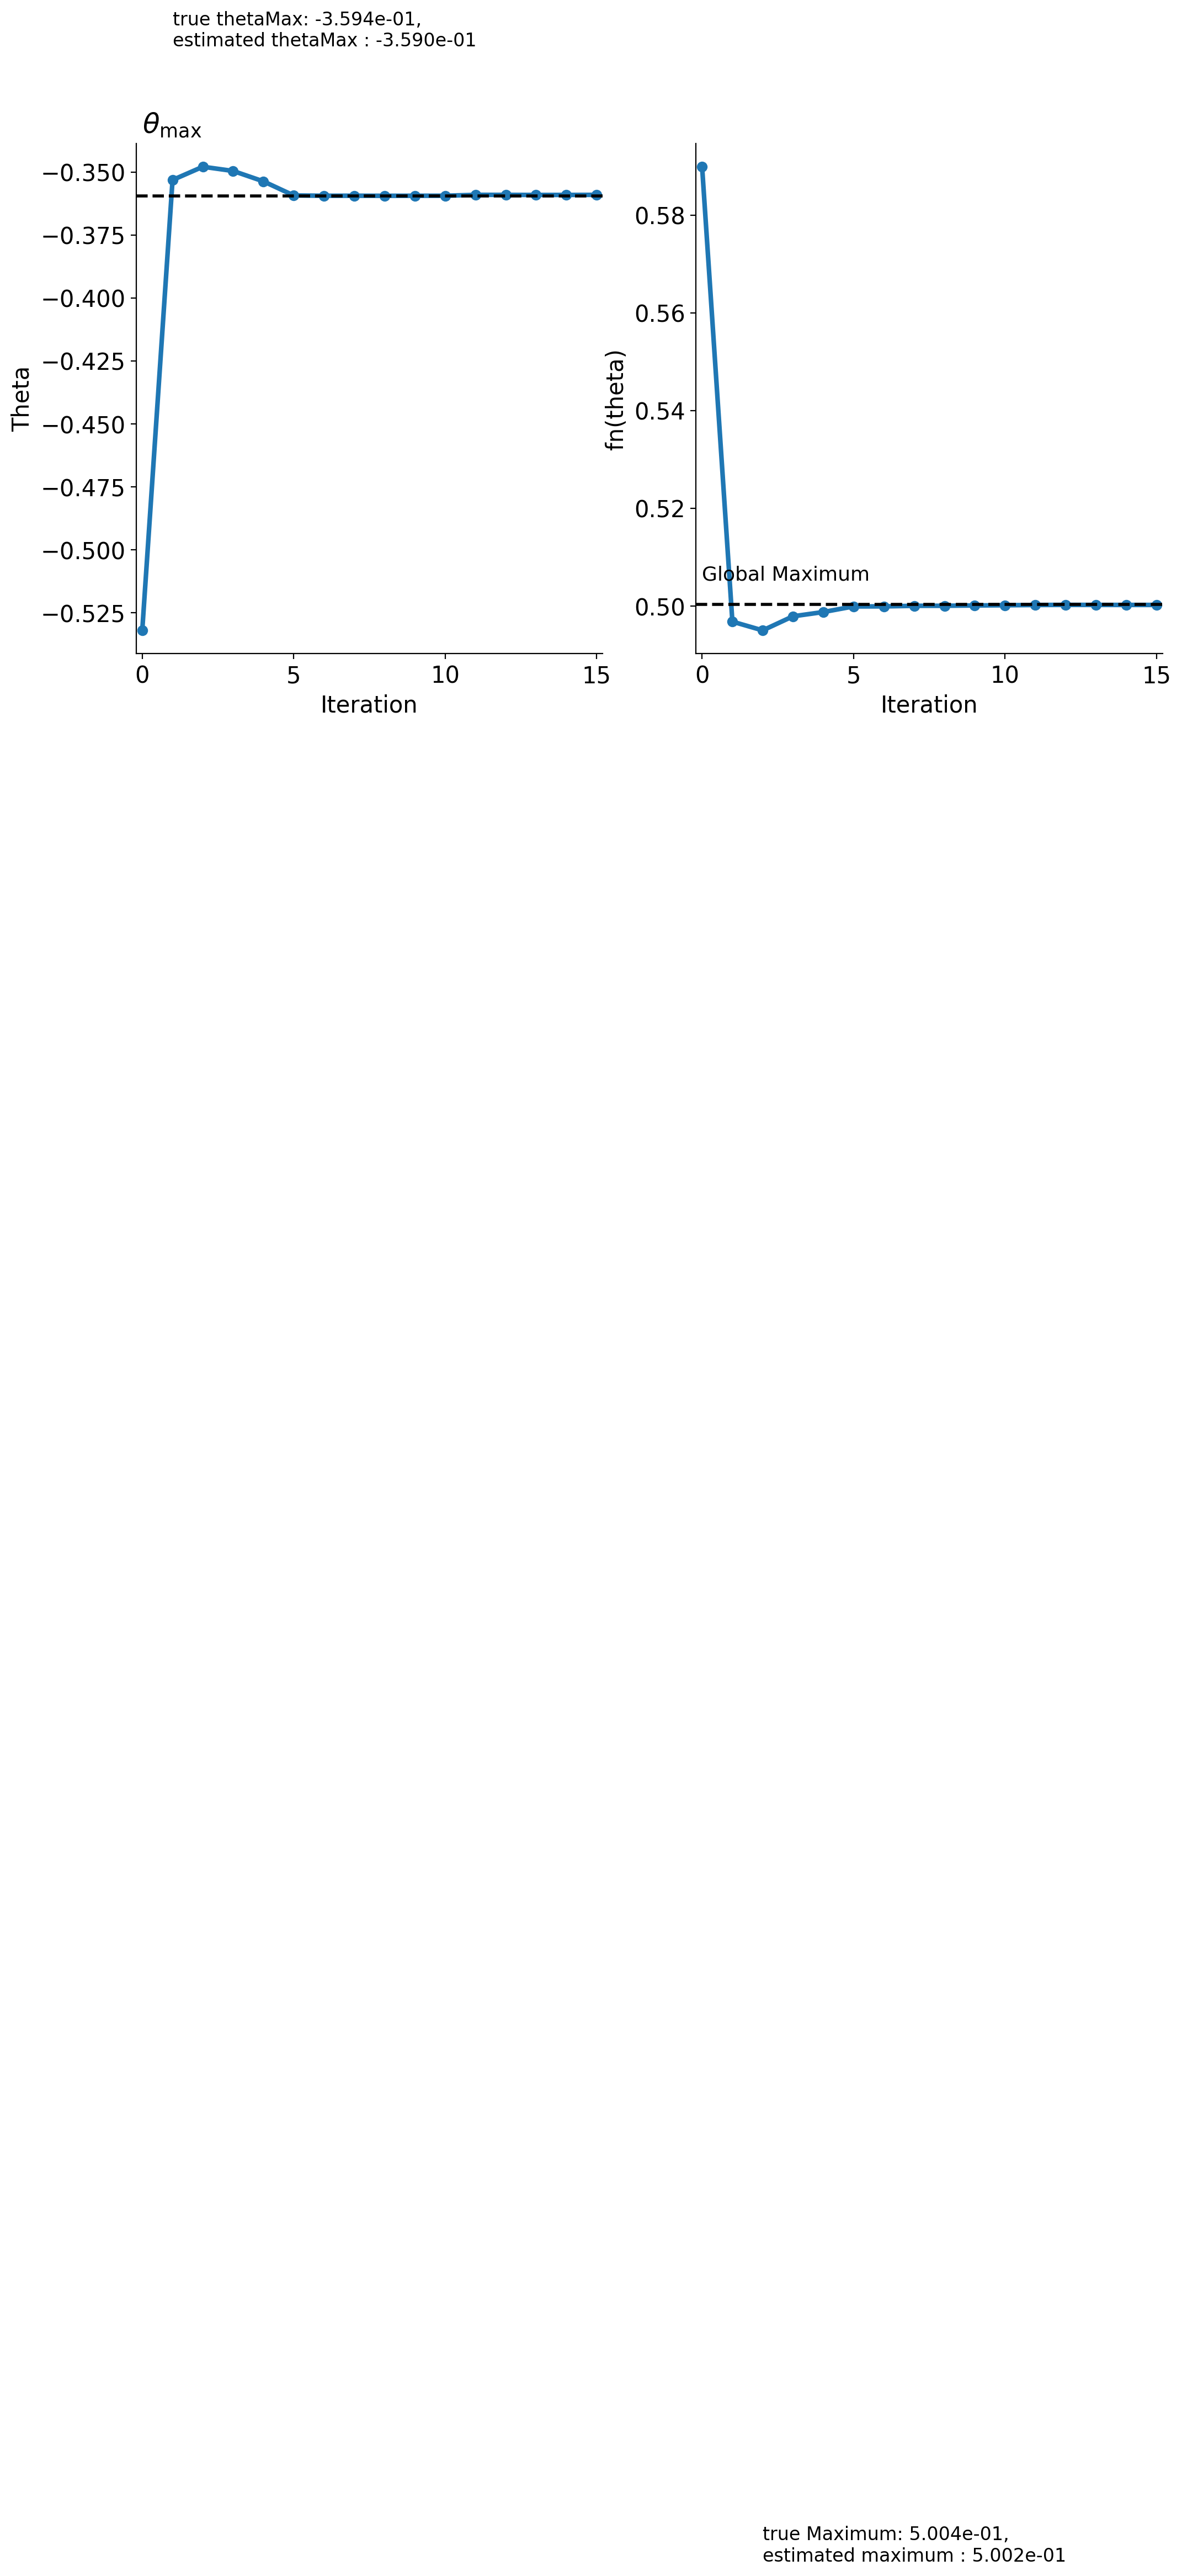 true thetaMax: -3.594e-01,
estimated thetaMax : -3.590e-01
θmax
−0.350
−0.375
−0.400
−0.425
−0.450
−0.475
−0.500
−0.525
Theta
0 5 10 15
Iteration
0.58
0.56
0.54
0.52
0.50
fn(theta)
Global Maximum
0 5 10 15
Iteration
true Maximum: 5.004e-01,
estimated maximum : 5.002e-01